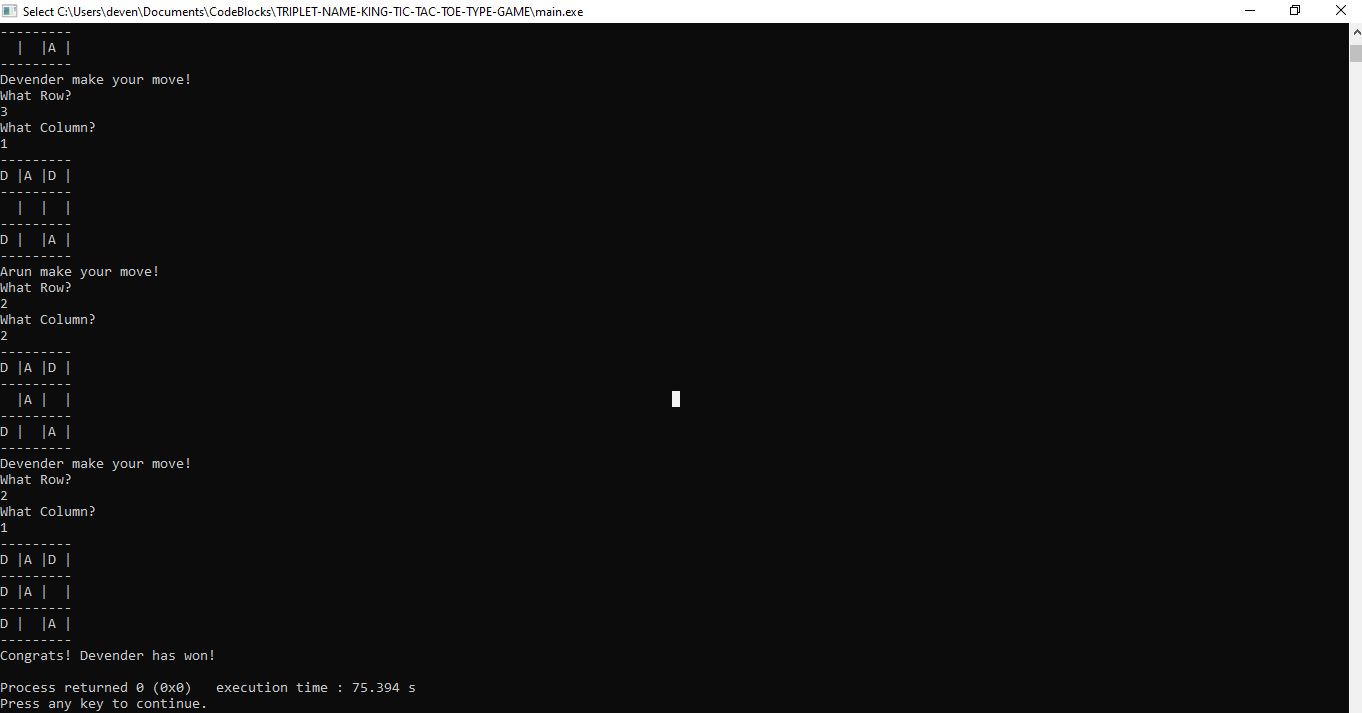 Select C:\Users\deven\Documents\CodeBlocks\TRIPLET-NAME-KING-TIC-TAC-TOE-TYPE-GAME\main.exe
---------
  |  |A |
---------
Devender make your move!
What Row?
3
What Column?
1
---------
D |A |D |
---------
  |  |  |
---------
D |  |A |
---------
Arun make your move!
What Row?
2
What Column?
2
---------
D |A |D |
---------
  |A |  |
---------
D |  |A |
---------
Devender make your move!
What Row?
2
What Column?
1
---------
D |A |D |
---------
D |A |  |
---------
D |  |A |
---------
Congrats! Devender has won!

Process returned 0 (0x0)   execution time : 75.394 s
Press any key to continue.